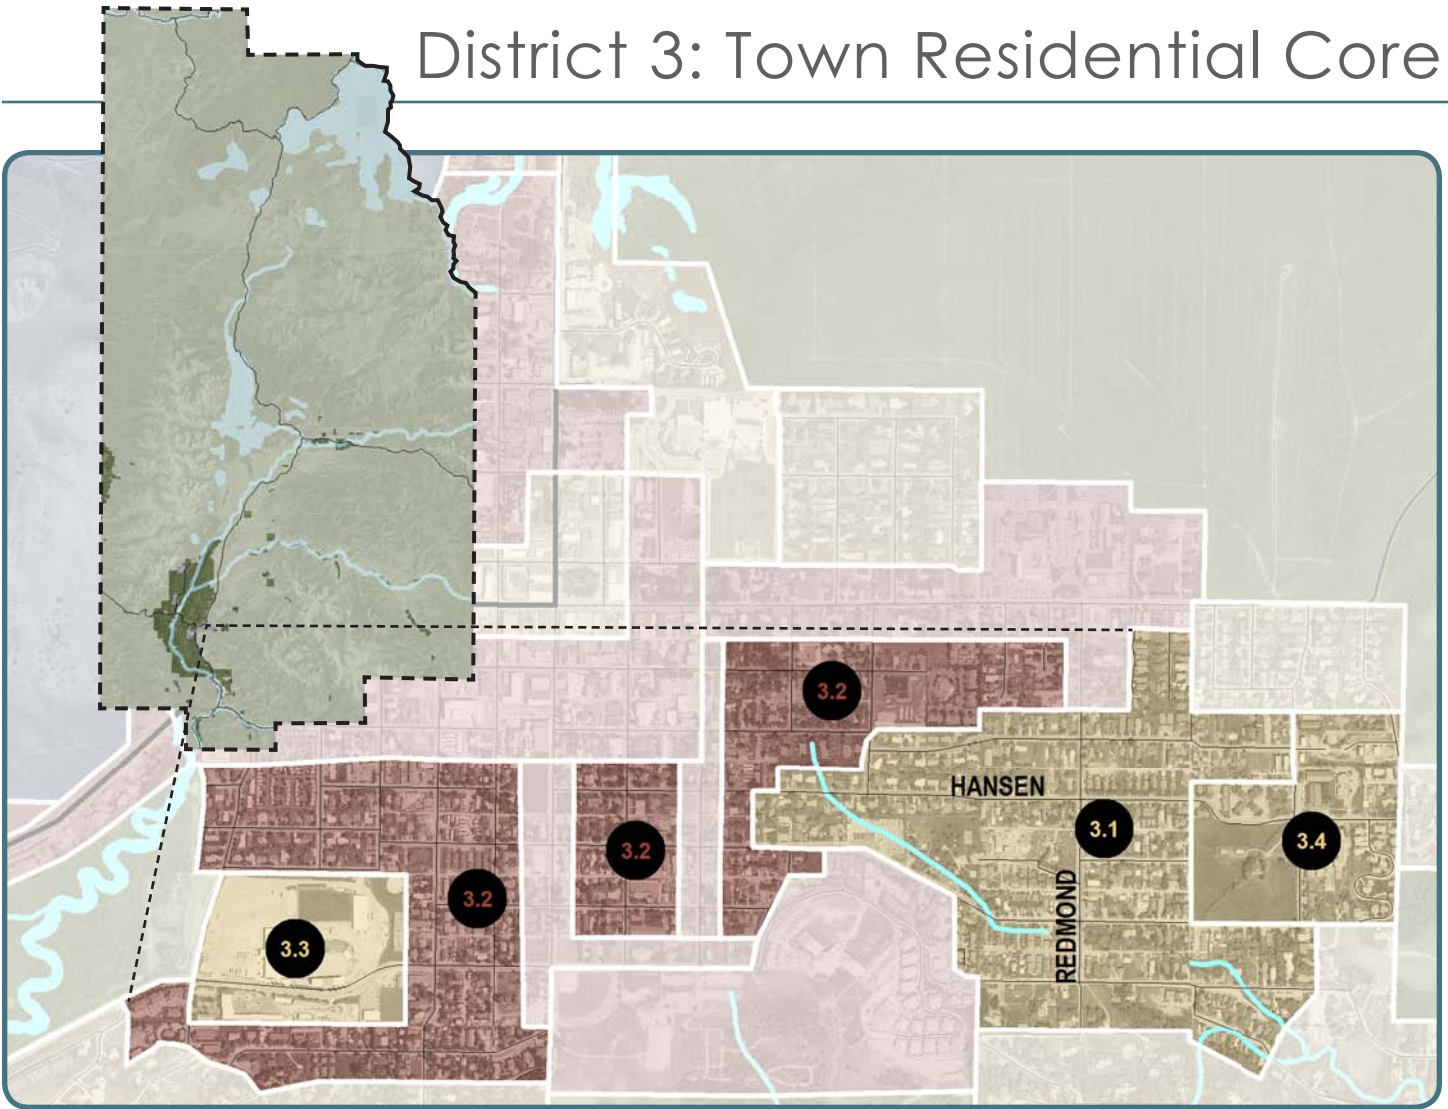 District 3: Town Residential Core
3.2
HANSEN
3.1
3.4
3.2
3.2
REDMOND
3.3